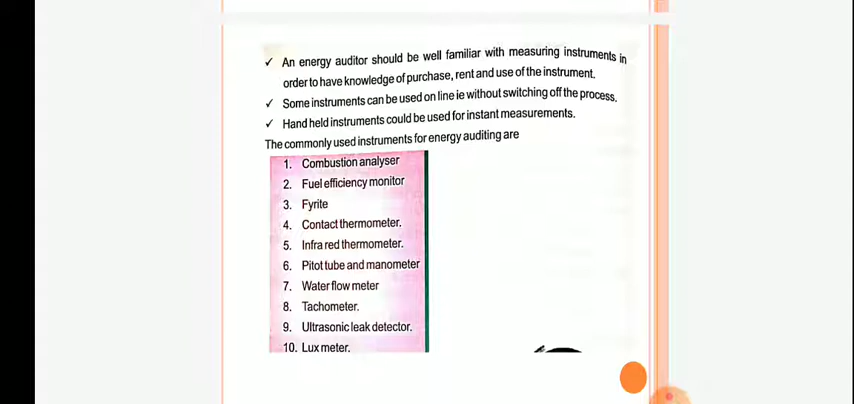 ✓ An energy auditor should be well familiar with measuring instruments in
order to have knowledge of purchase, rent and use of the instrument.
✓ Some instruments can be used on line ie without switching off the process.
✓ Hand held instruments could be used for instant measurements.
The commonly used instruments for energy auditing are
1. Combustion analyser
2. Fuel efficiency monitor
3. Fyrite
4. Contact thermometer.
5. Infra red thermometer.
6. Pitot tube and manometer
7. Water flow meter
8. Tachometer.
9. Ultrasonic leak detector.
10. Lux meter.